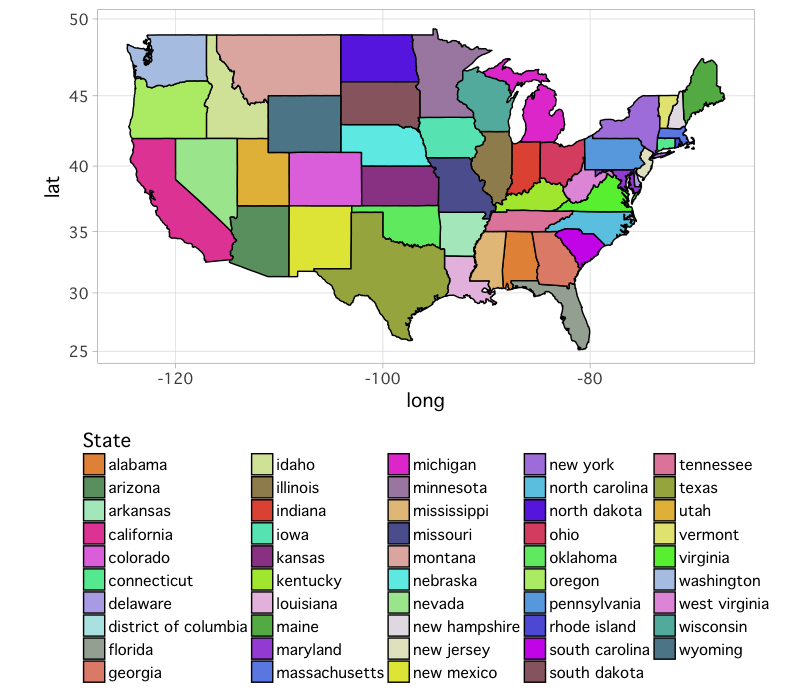 50
45
40
35
30
25
lat
-120 -100 -80
long
State
alabama idaho michigan new york tennessee
arizona illinois minnesota north carolina texas
arkansas indiana mississippi north dakota utah
california iowa missouri ohio vermont
colorado kansas montana oklahoma virginia
connecticut kentucky nebraska oregon washington
delaware louisiana nevada pennsylvania west virginia
district of columbia maine new hampshire rhode island wisconsin
florida maryland new jersey south carolina wyoming
georgia massachusetts new mexico south dakota